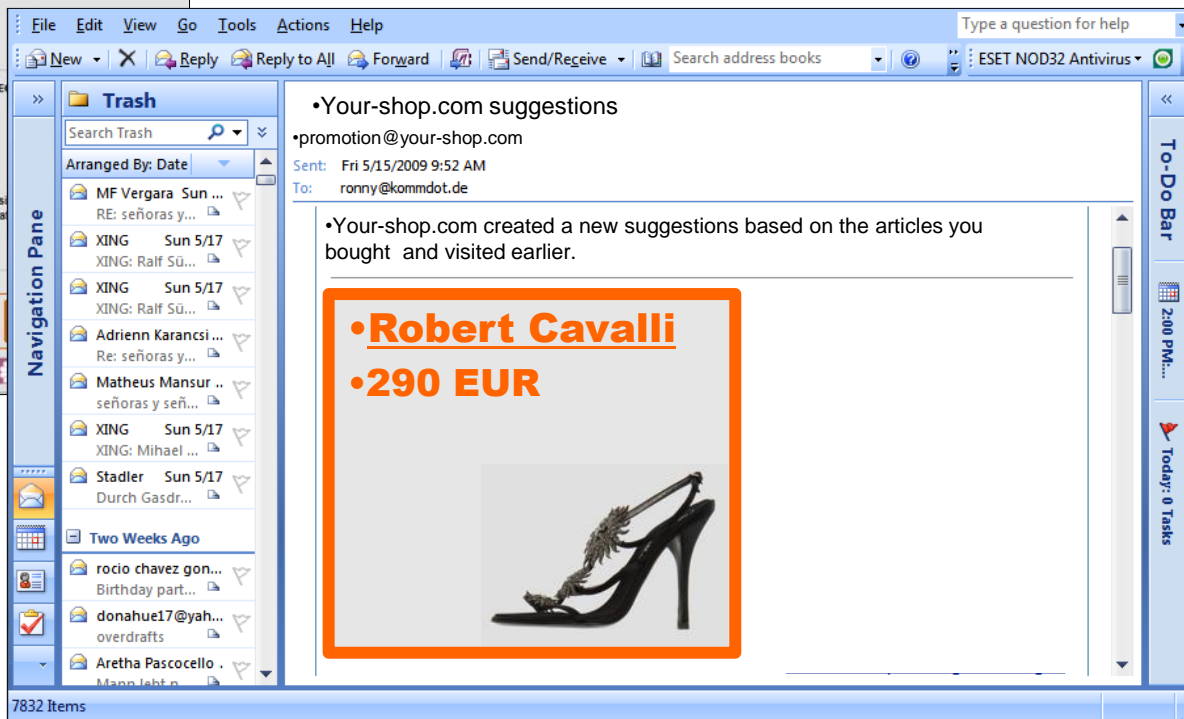 File Edit View Go Tools Actions Help
Type a question for help
New Reply Reply to All Forward Send/Receive Search address books ESET NOD32 Antivirus
Navigation Pane
Trash
Search Trash
Arranged By: Date
MF Vergara Sun ...
RE: señoras y...
XING Sun 5/17
XING: Ralf Sü...
XING Sun 5/17
XING: Ralf Sü...
Adrienn Karancsi ...
Re: señoras y...
Matheus Mansur ..
señoras y señ...
XING Sun 5/17
XING: Mihael ...
Stadler Sun 5/17
Durch Gasdr...
Two Weeks Ago
rocio chavez gon...
Birthday part...
donahue17@yah...
overdrafts
Aretha Pascocello .
•Your-shop.com suggestions
•promotion@your-shop.com
Sent: Fri 5/15/2009 9:52 AM
To: ronny@kommdot.de
•Your-shop.com created a new suggestions based on the articles you
bought and visited earlier.
•Robert Cavalli
•290 EUR
To-Do Bar
2:00 PM:...
Today: 0 Tasks
7832 Items